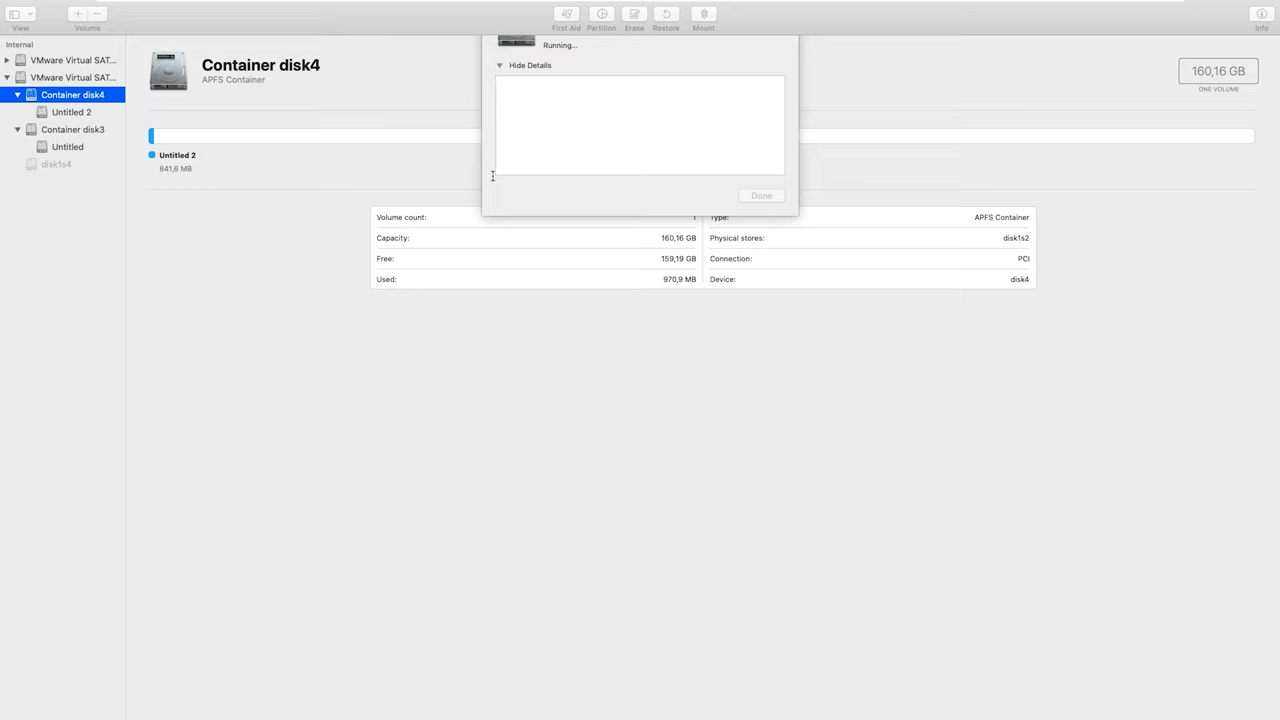 View
Volume
First Aid
Partition
Erase
Restore
Mount
Info
Internal
VMware Virtual SAT...
VMware Virtual SAT...
Container disk4
Untitled 2
Container disk3
Untitled
disk1s4
Container disk4
APFS Container
160,16 GB
ONE VOLUME
Running...
Hide Details
Done
Untitled 2
841,6 MB
Volume count: 1
Capacity: 160,16 GB
Free: 159,19 GB
Used: 970,9 MB
Type: APFS Container
Physical stores: disk1s2
Connection: PCI
Device: disk4